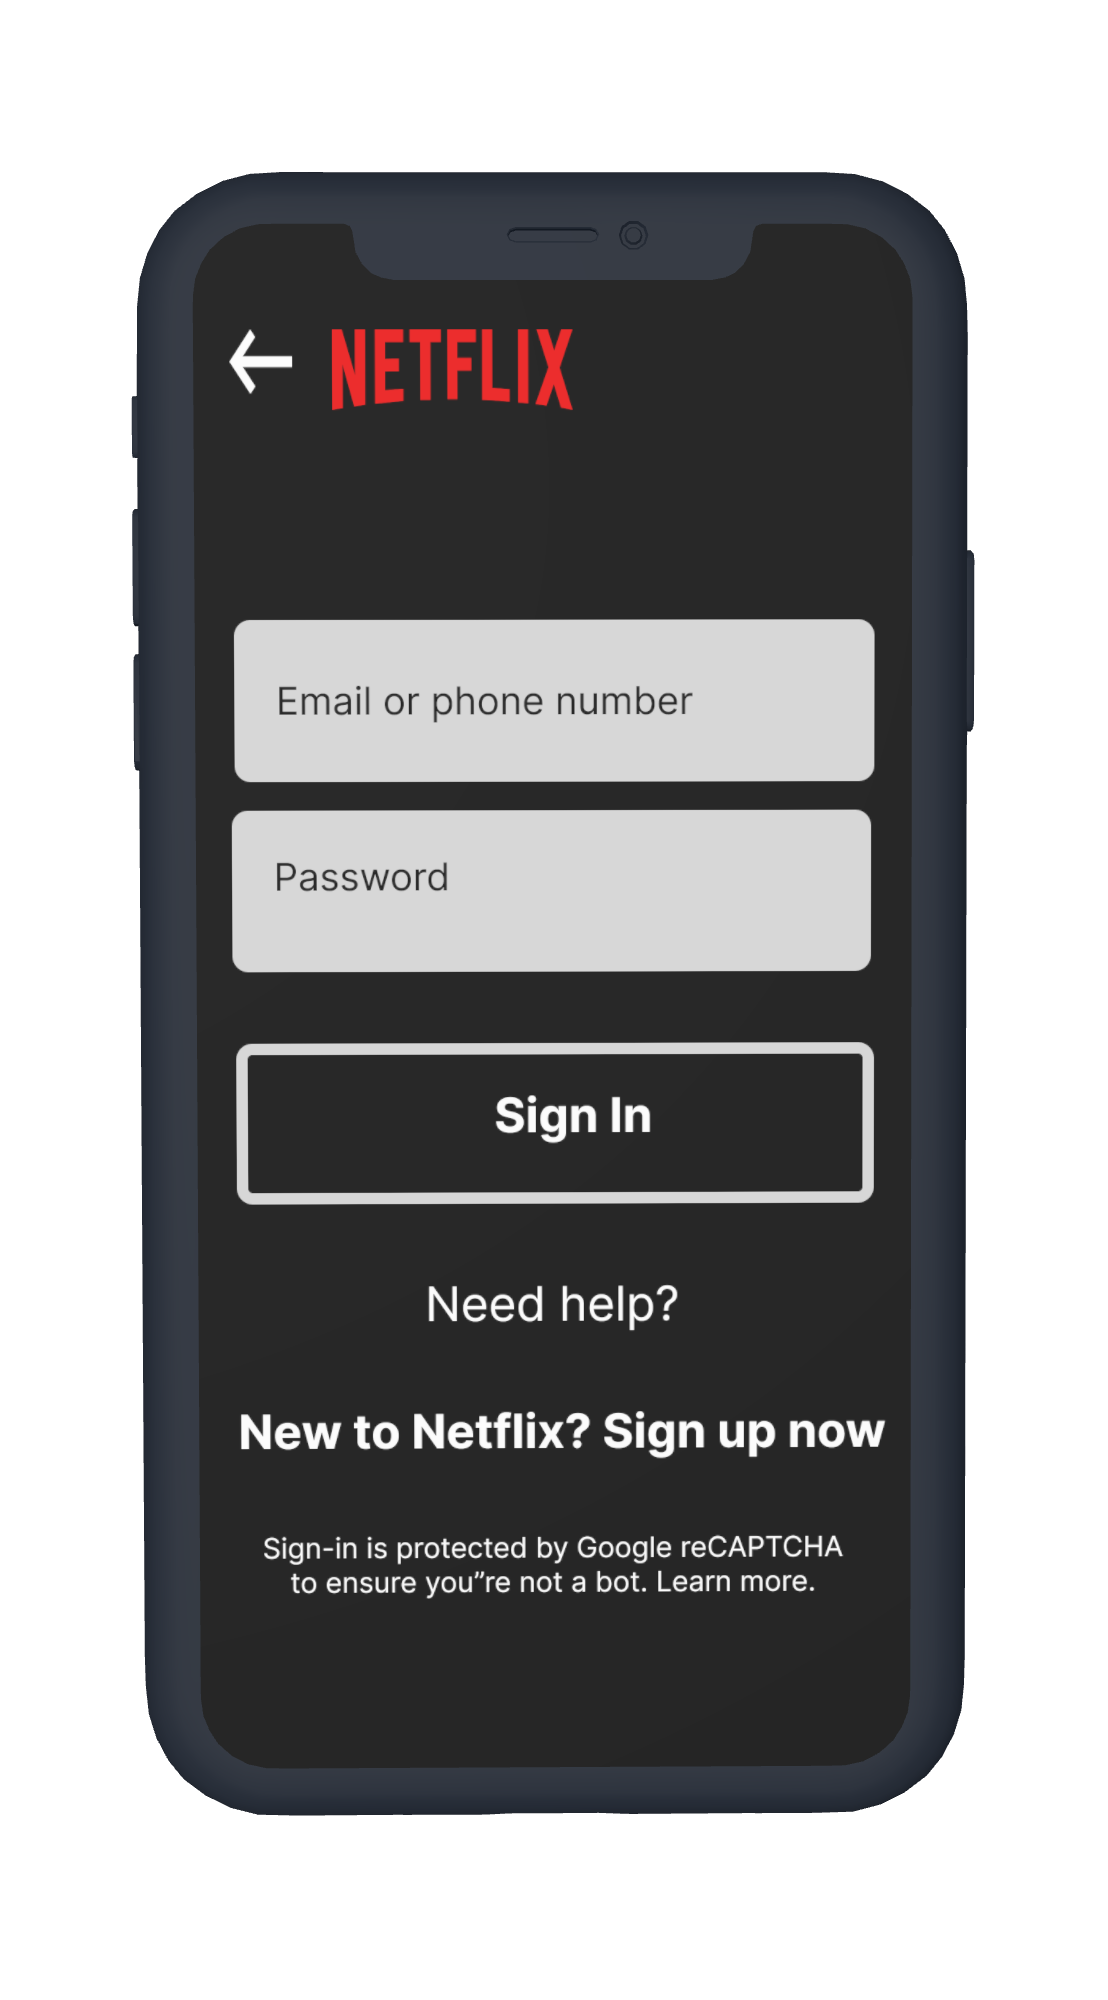 NETFLIX
Email or phone number
Password
Sign In
Need help?
New to Netflix? Sign up now
Sign-in is protected by Google reCAPTCHA
to ensure you”re not a bot. Learn more.